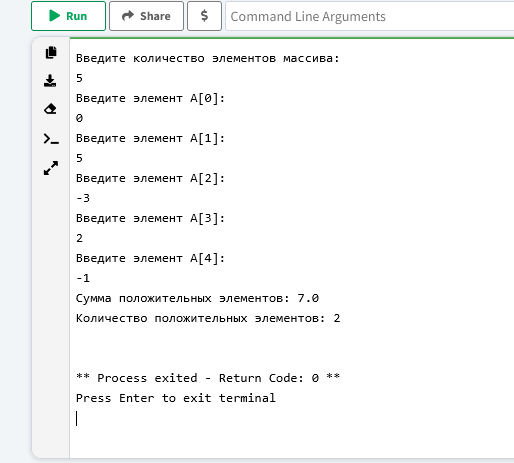 Run Share $ Command Line Arguments
Введите количество элементов массива:
5
Введите элемент A[0]:
0
Введите элемент A[1]:
5
Введите элемент A[2]:
-3
Введите элемент A[3]:
2
Введите элемент A[4]:
-1
Сумма положительных элементов: 7.0
Количество положительных элементов: 2
** Process exited - Return Code: 0 **
Press Enter to exit terminal